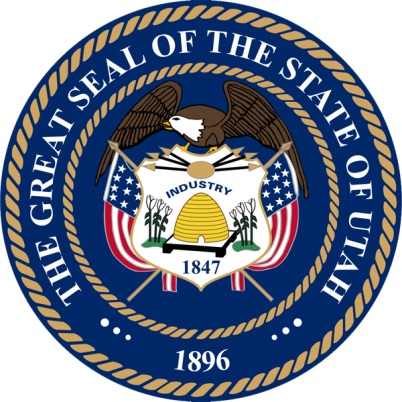 THE GREAT SEAL OF THE STATE OF UTAH
INDUSTRY
1847
1896